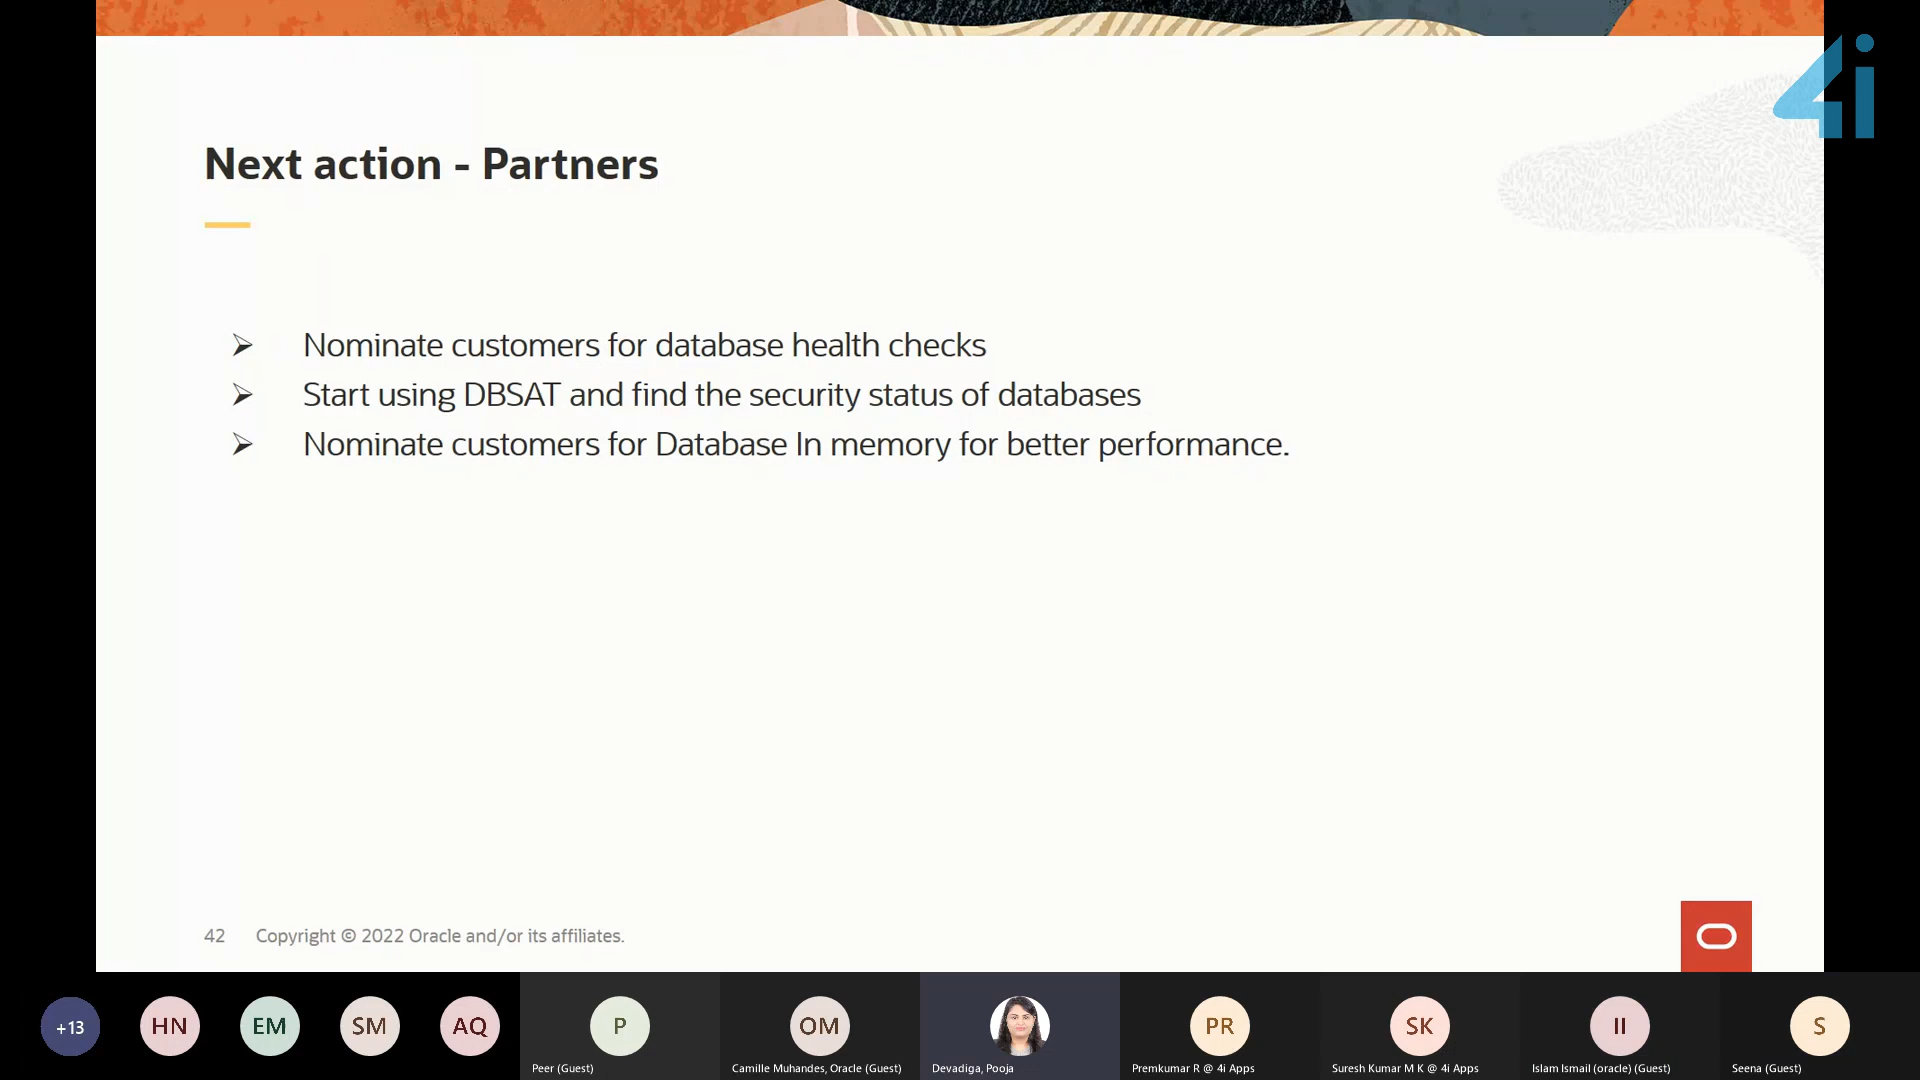 4i
Next action - Partners
Nominate customers for database health checks
Start using DBSAT and find the security status of databases
Nominate customers for Database In memory for better performance.
42 Copyright © 2022 Oracle and/or its affiliates.
+13 HN EM SM AQ P OM PR SK II S
Peer (Guest) Camille Muhandes, Oracle (Guest) Devadiga, Pooja Premkumar R @ 4i Apps Suresh Kumar M K @ 4i Apps Islam Ismail (oracle) (Guest) Seena (Guest)